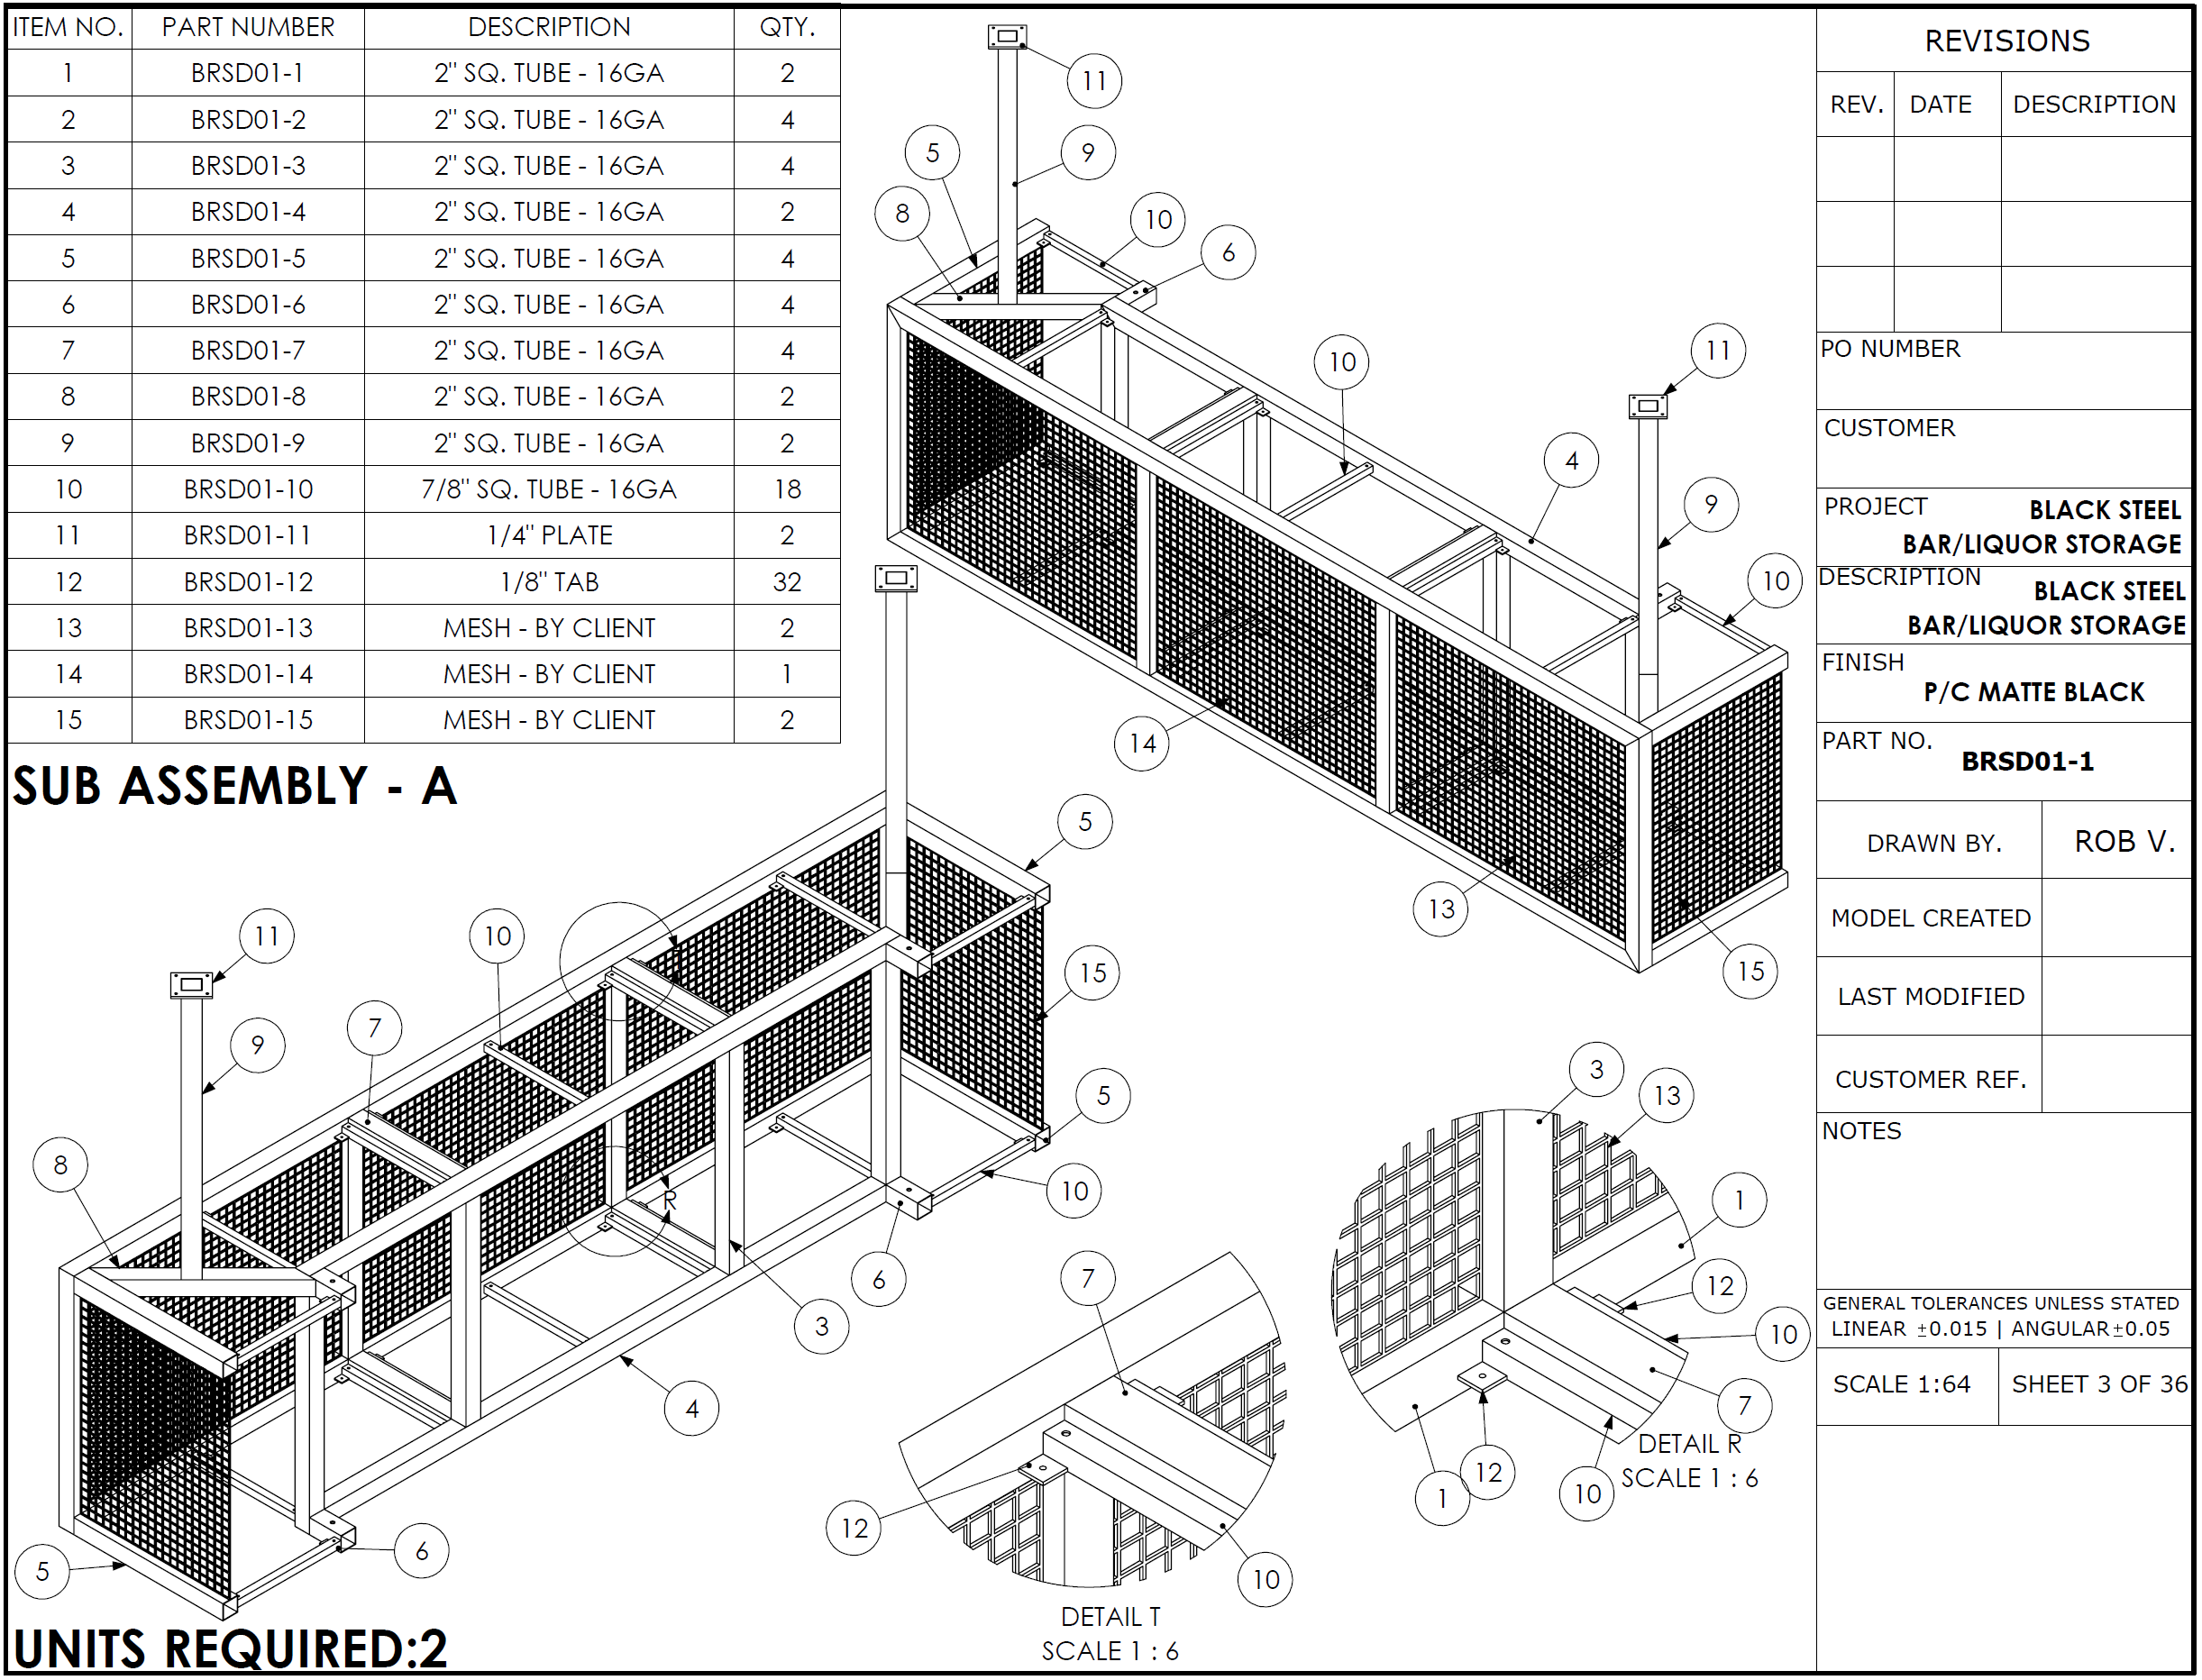 ITEM NO. PART NUMBER DESCRIPTION QTY.
1 BRSD01-1 2" SQ. TUBE - 16GA 2
2 BRSD01-2 2" SQ. TUBE - 16GA 4
3 BRSD01-3 2" SQ. TUBE - 16GA 4
4 BRSD01-4 2" SQ. TUBE - 16GA 2
5 BRSD01-5 2" SQ. TUBE - 16GA 4
6 BRSD01-6 2" SQ. TUBE - 16GA 4
7 BRSD01-7 2" SQ. TUBE - 16GA 4
8 BRSD01-8 2" SQ. TUBE - 16GA 2
9 BRSD01-9 2" SQ. TUBE - 16GA 2
10 BRSD01-10 7/8" SQ. TUBE - 16GA 18
11 BRSD01-11 1/4" PLATE 2
12 BRSD01-12 1/8" TAB 32
13 BRSD01-13 MESH - BY CLIENT 2
14 BRSD01-14 MESH - BY CLIENT 1
15 BRSD01-15 MESH - BY CLIENT 2
SUB ASSEMBLY - A
11
9
5
8
10
6
10
11
4
9
10
14
13
15
5
11
10
15
7
9
5
8
10
R
6
3
4
6
5
UNITS REQUIRED:2
7
12
10
DETAIL T
SCALE 1 : 6
3
13
1
12
10
7
1
12
10
DETAIL R
SCALE 1 : 6
REVISIONS
REV. DATE DESCRIPTION
PO NUMBER
CUSTOMER
PROJECT BLACK STEEL
BAR/LIQUOR STORAGE
DESCRIPTION BLACK STEEL
BAR/LIQUOR STORAGE
FINISH
P/C MATTE BLACK
PART NO.
BRSD01-1
DRAWN BY. ROB V.
MODEL CREATED
LAST MODIFIED
CUSTOMER REF.
NOTES
GENERAL TOLERANCES UNLESS STATED
LINEAR ±0.015 | ANGULAR±0.05
SCALE 1:64 SHEET 3 OF 36